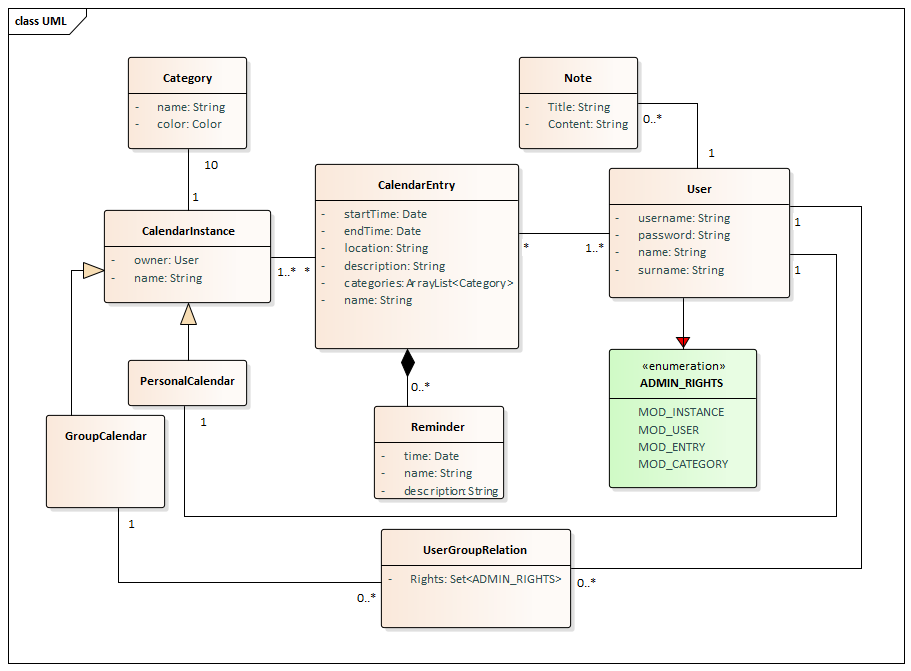 class UML
Category
- name: String
- color: Color
10
1
Note
- Title: String
- Content: String
0..*
1
CalendarEntry
- startTime: Date
- endTime: Date
- location: String
- description: String
- categories: ArrayList<Category>
- name: String
User
- username: String
- password: String
- name: String
- surname: String
CalendarInstance
- owner: User
- name: String
1..*
*
*
1..*
1
1
«enumeration»
ADMIN_RIGHTS
MOD_INSTANCE
MOD_USER
MOD_ENTRY
MOD_CATEGORY
PersonalCalendar
1
0..*
Reminder
- time: Date
- name: String
- description: String
GroupCalendar
1
UserGroupRelation
- Rights: Set<ADMIN_RIGHTS>
0..*
0..*